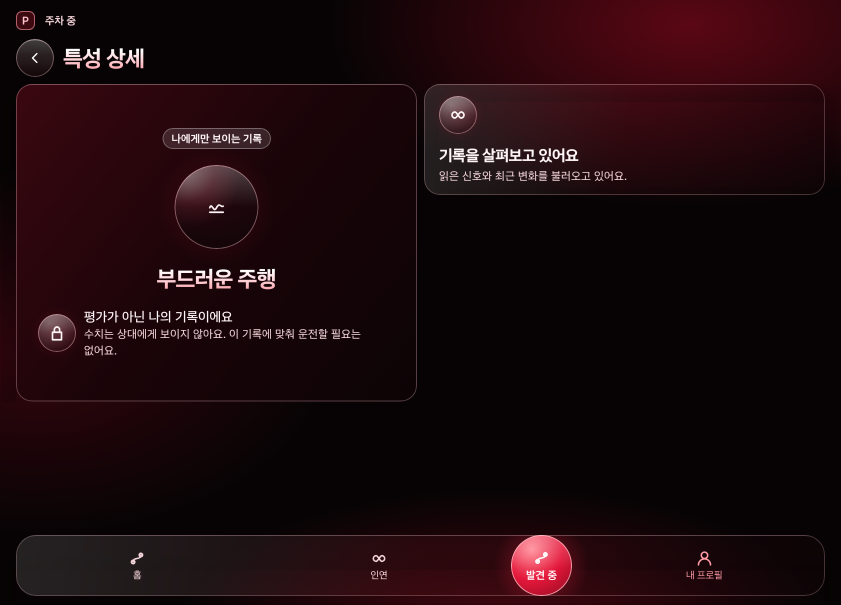 P 주차 중
특성 상세
나에게만 보이는 기록
부드러운 주행
평가가 아닌 나의 기록이에요
수치는 상대에게 보이지 않아요. 이 기록에 맞춰 운전할 필요는
없어요.
기록을 살펴보고 있어요
읽은 신호와 최근 변화를 불러오고 있어요.
홈
인연
발견 중
내 프로필